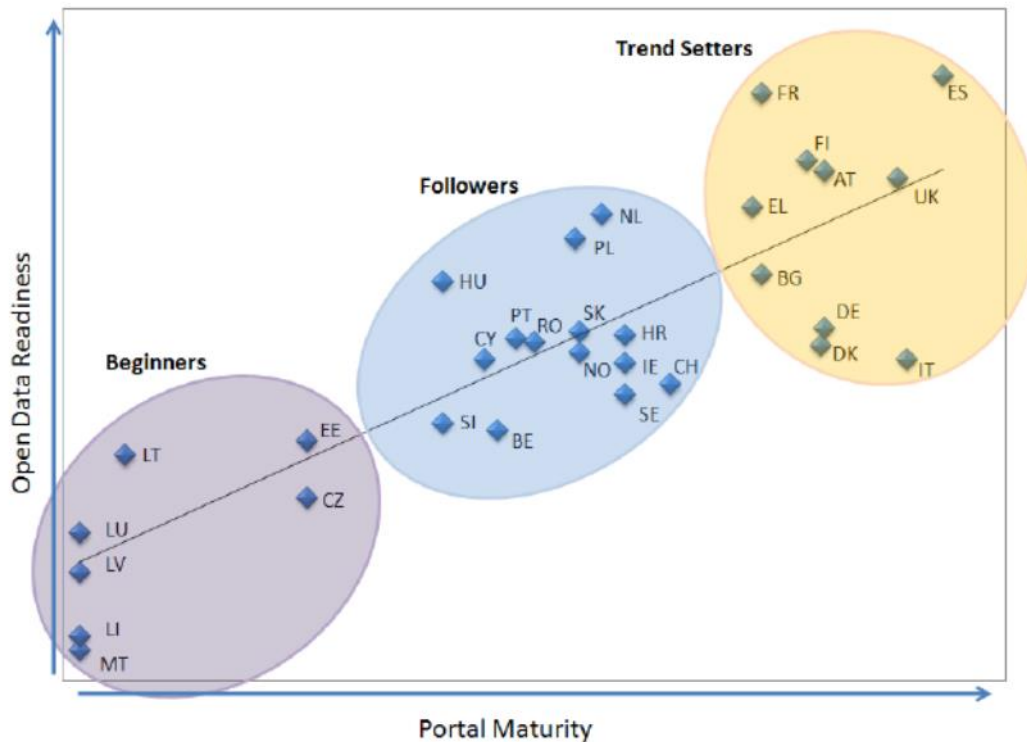 Trend Setters
FR
ES
FI
AT
UK
EL
Followers
NL
PL
BG
HU
DE
DK
IT
PT
RO
SK
HR
CY
NO
IE
CH
SE
Beginners
SI
BE
EE
LT
CZ
LU
LV
LI
MT
Open Data Readiness
Portal Maturity